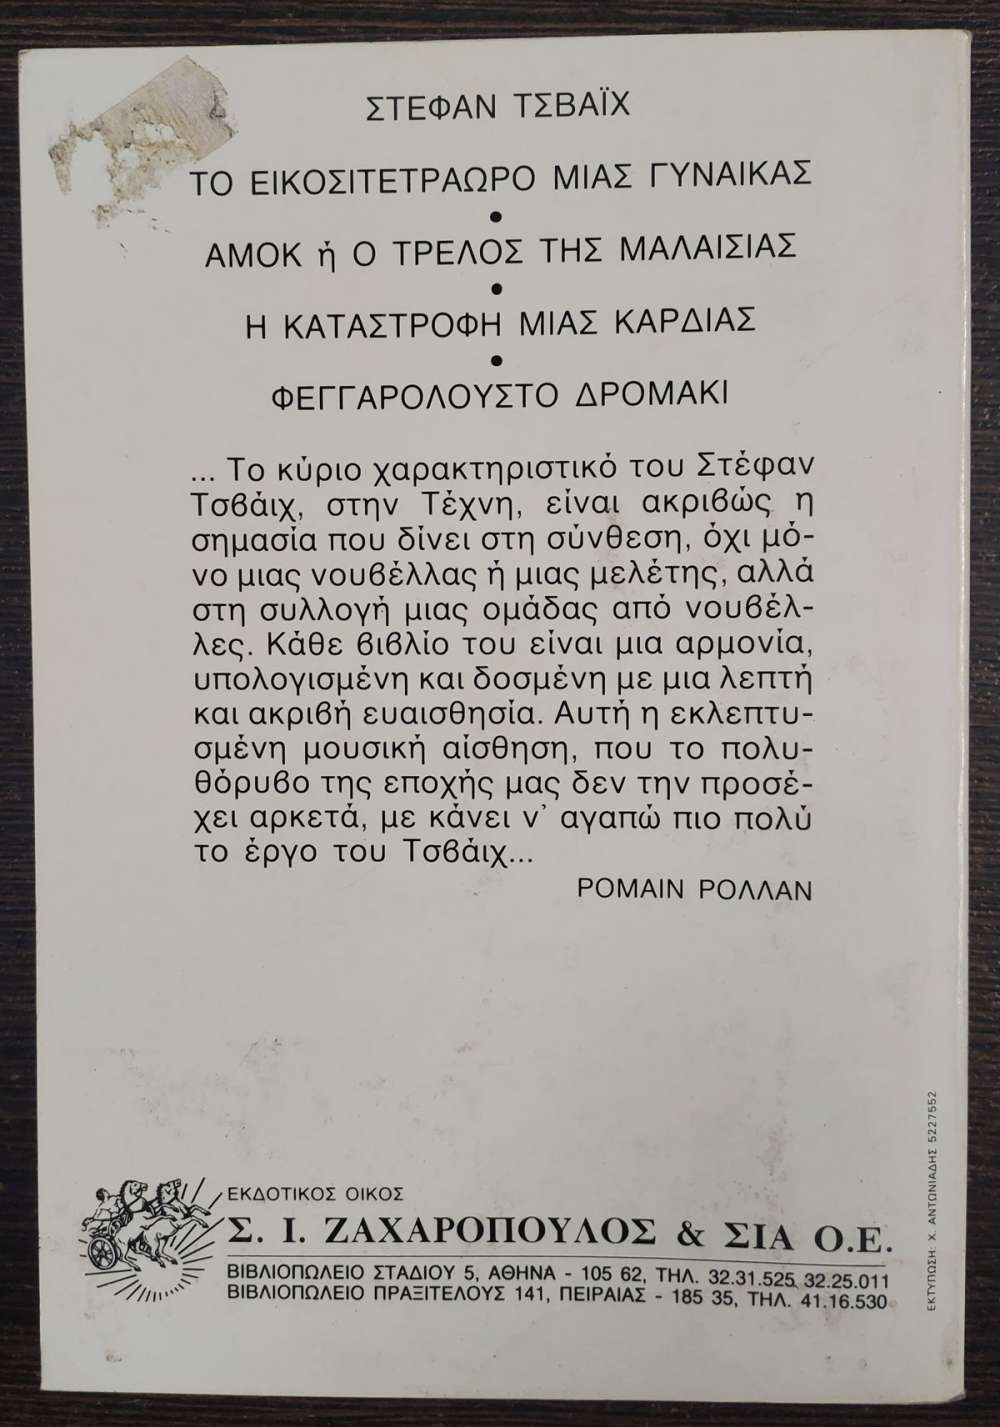 ΣΤΕΦΑΝ ΤΣΒΑΪΧ
ΤΟ ΕΙΚΟΣΙΤΕΤΡΑΩΡΟ ΜΙΑΣ ΓΥΝΑΙΚΑΣ
•
ΑΜΟΚ ή Ο ΤΡΕΛΟΣ ΤΗΣ ΜΑΛΑΙΣΙΑΣ
•
Η ΚΑΤΑΣΤΡΟΦΗ ΜΙΑΣ ΚΑΡΔΙΑΣ
•
ΦΕΓΓΑΡΟΛΟΥΣΤΟ ΔΡΟΜΑΚΙ
... Το κύριο χαρακτηριστικό του Στέφαν
Τσβάιχ, στην Τέχνη, είναι ακριβώς η
σημασία που δίνει στη σύνθεση, όχι μό-
νο μιας νουβέλλας ή μιας μελέτης, αλλά
στη συλλογή μιας ομάδας από νουβέλ-
λες. Κάθε βιβλίο του είναι μια αρμονία,
υπολογισμένη και δοσμένη με μια λεπτή
και ακριβή ευαισθησία. Αυτή η εκλεπτυ-
σμένη μουσική αίσθηση, που το πολυ-
θόρυβο της εποχής μας δεν την προσέ-
χει αρκετά, με κάνει ν' αγαπώ πιο πολύ
το έργο του Τσβάιχ...
ΡΟΜΑΙΝ ΡΟΛΛΑΝ
ΕΚΔΟΤΙΚΟΣ ΟΙΚΟΣ
Σ. Ι. ΖΑΧΑΡΟΠΟΥΛΟΣ & ΣΙΑ Ο.Ε.
ΒΙΒΛΙΟΠΩΛΕΙΟ ΣΤΑΔΙΟΥ 5, ΑΘΗΝΑ - 105 62, ΤΗΛ. 32.31.525, 32.25.011
ΒΙΒΛΙΟΠΩΛΕΙΟ ΠΡΑΞΙΤΕΛΟΥΣ 141, ΠΕΙΡΑΙΑΣ - 185 35, ΤΗΛ. 41.16.530
ΕΚΤΥΠΩΣΗ: Χ. ΑΝΤΩΝΙΑΔΗΣ 5227552